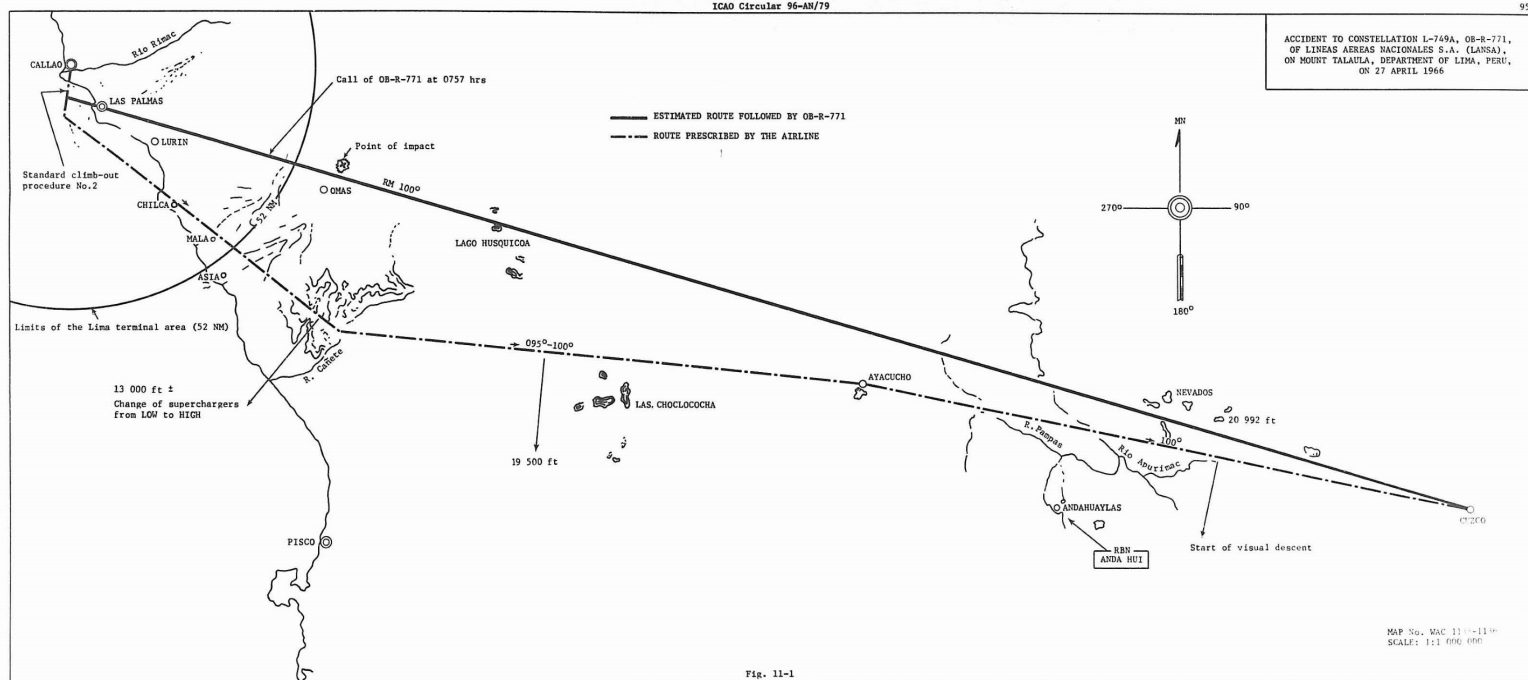 ICAO Circular 96-AN/79
95
ACCIDENT TO CONSTELLATION L-749A, OB-R-771,
OF LINEAS AEREAS NACIONALES S.A. (LANSA),
ON MOUNT TALAULA, DEPARTMENT OF LIMA, PERU,
ON 27 APRIL 1966
Rio Rimac
CALLAO
Call of OB-R-771 at 0757 hrs
LAS PALMAS
ESTIMATED ROUTE FOLLOWED BY OB-R-771
ROUTE PRESCRIBED BY THE AIRLINE
MN
LURIN
Point of impact
Standard climb-out
procedure No.2
RM 100°
OMAS
CHILCA
52 NM
270°
90°
MALA
LAGO HUSQUICOA
ASIA
180°
Limits of the Lima terminal area (52 NM)
095°-100°
R. Cañete
13 000 ft ±
Change of superchargers
from LOW to HIGH
AYACUCHO
LAS. CHOCLOCOCHA
NEVADOS
20 992 ft
R. Pampas
100°
Rio Apurimac
19 500 ft
ANDAHUAYLAS
CUZCO
PISCO
RBN
ANDA HUI
Start of visual descent
MAP No. WAC
SCALE: 1:1 000 000
Fig. 11-1